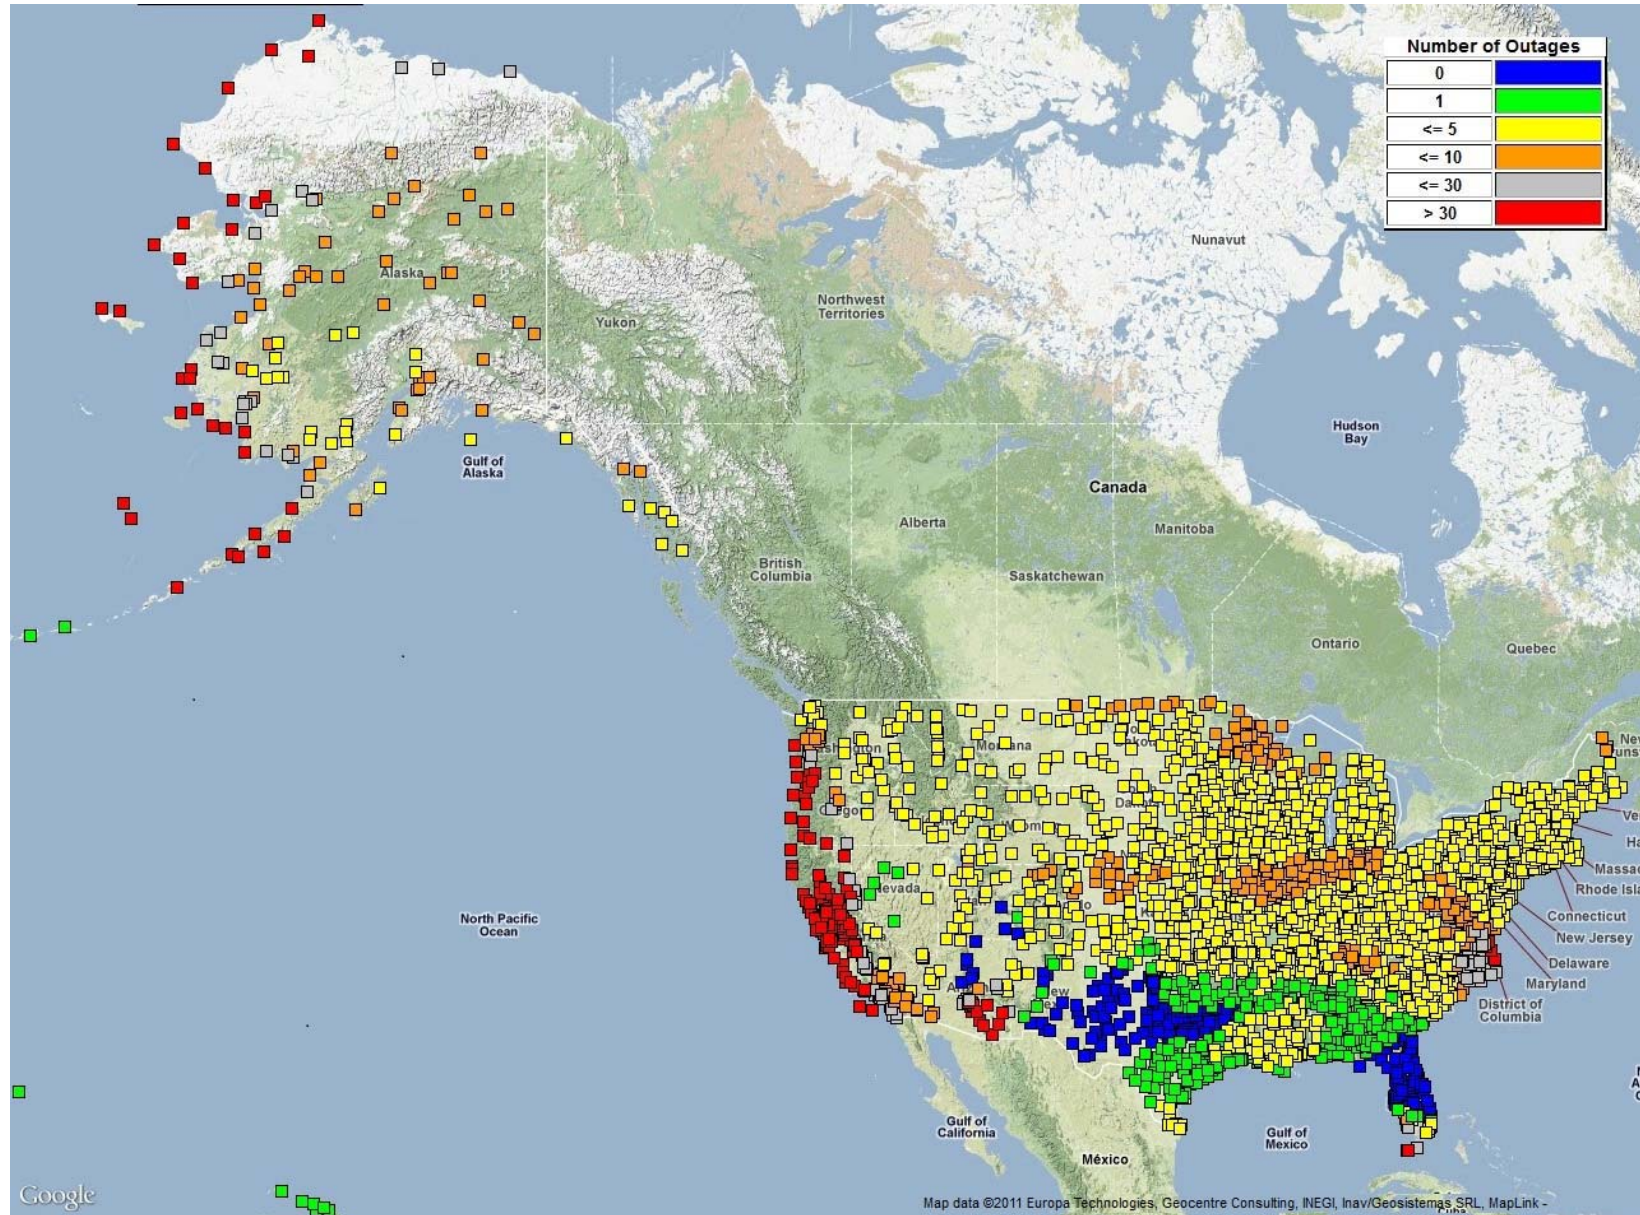 Number of Outages
0
1
<= 5
<= 10
<= 30
> 30
Nunavut
Alaska
Northwest
Territories
Yukon
Hudson
Bay
Gulf of
Alaska
Canada
Alberta
Manitoba
British
Columbia
Saskatchewan
Ontario
Quebec
Montana
North Pacific
Ocean
Massac
Rhode Isla
Connecticut
New Jersey
Delaware
Maryland
District of
Columbia
Gulf of
California
Gulf of
Mexico
México
Google
Map data ©2011 Europa Technologies, Geocentre Consulting, INEGI, Inav/Geosistemas SRL, MapLink -
Cuba